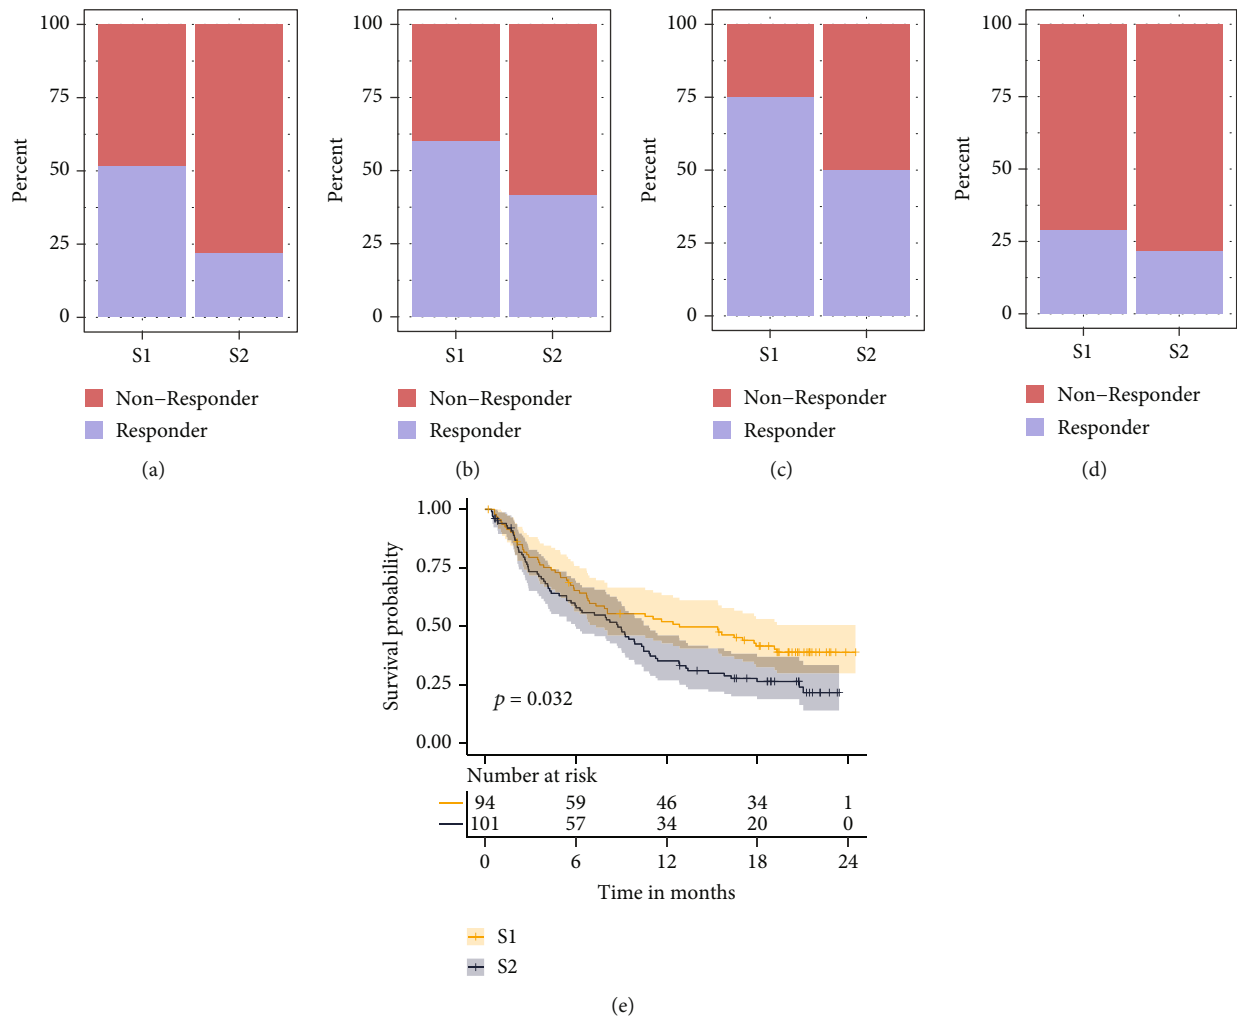 100
75
50
25
0
Percent
S1 S2
Non−Responder
Responder
(a)
100
75
50
25
0
Percent
S1 S2
Non−Responder
Responder
(b)
100
75
50
25
0
Percent
S1 S2
Non−Responder
Responder
(c)
100
75
50
25
0
Percent
S1 S2
Non−Responder
Responder
(d)
1.00
0.75
0.50
0.25
0.00
Survival probability
p = 0.032
Number at risk
94 59 46 34 1
101 57 34 20 0
0 6 12 18 24
Time in months
S1
S2
(e)